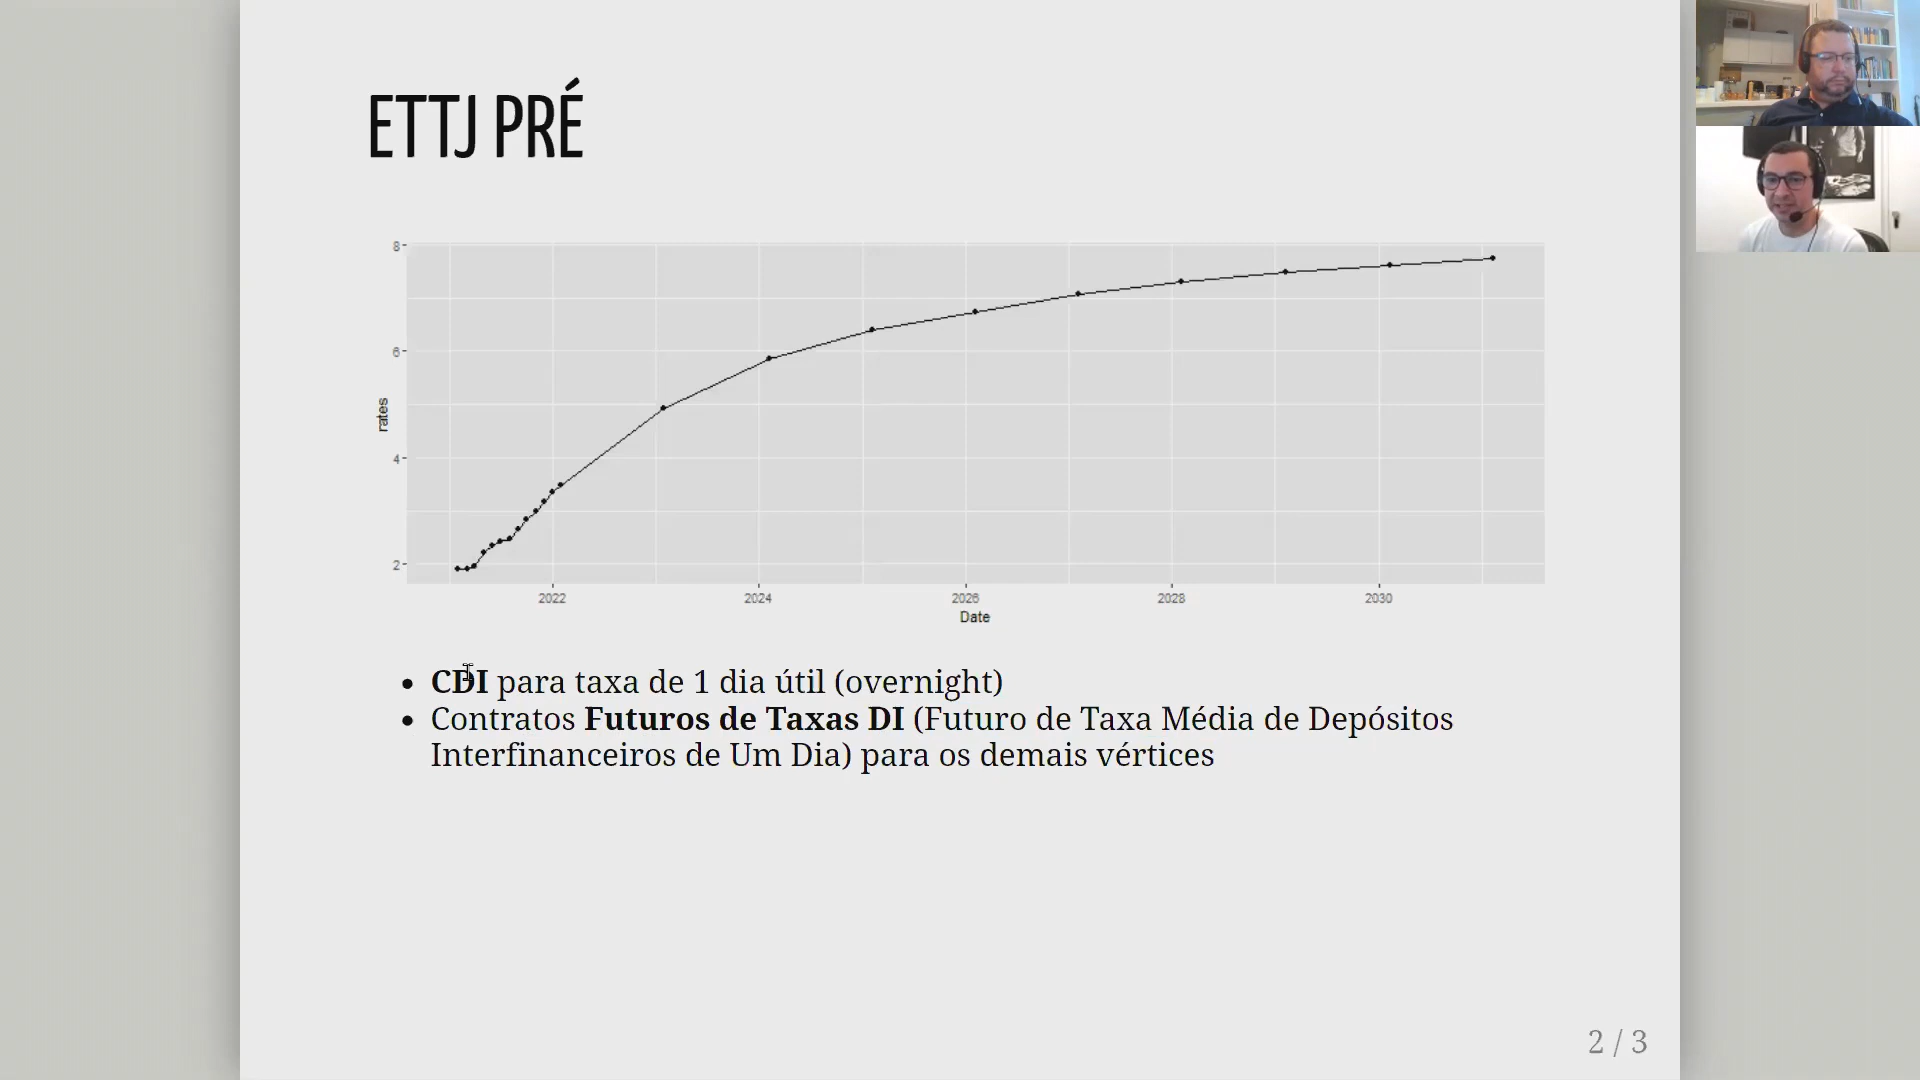 ETTJ PRÉ
8
6
4
2
rates
2022 2024 2026 2028 2030
Date
CDI para taxa de 1 dia útil (overnight)
Contratos Futuros de Taxas DI (Futuro de Taxa Média de Depósitos
Interfinanceiros de Um Dia) para os demais vértices
2 / 3